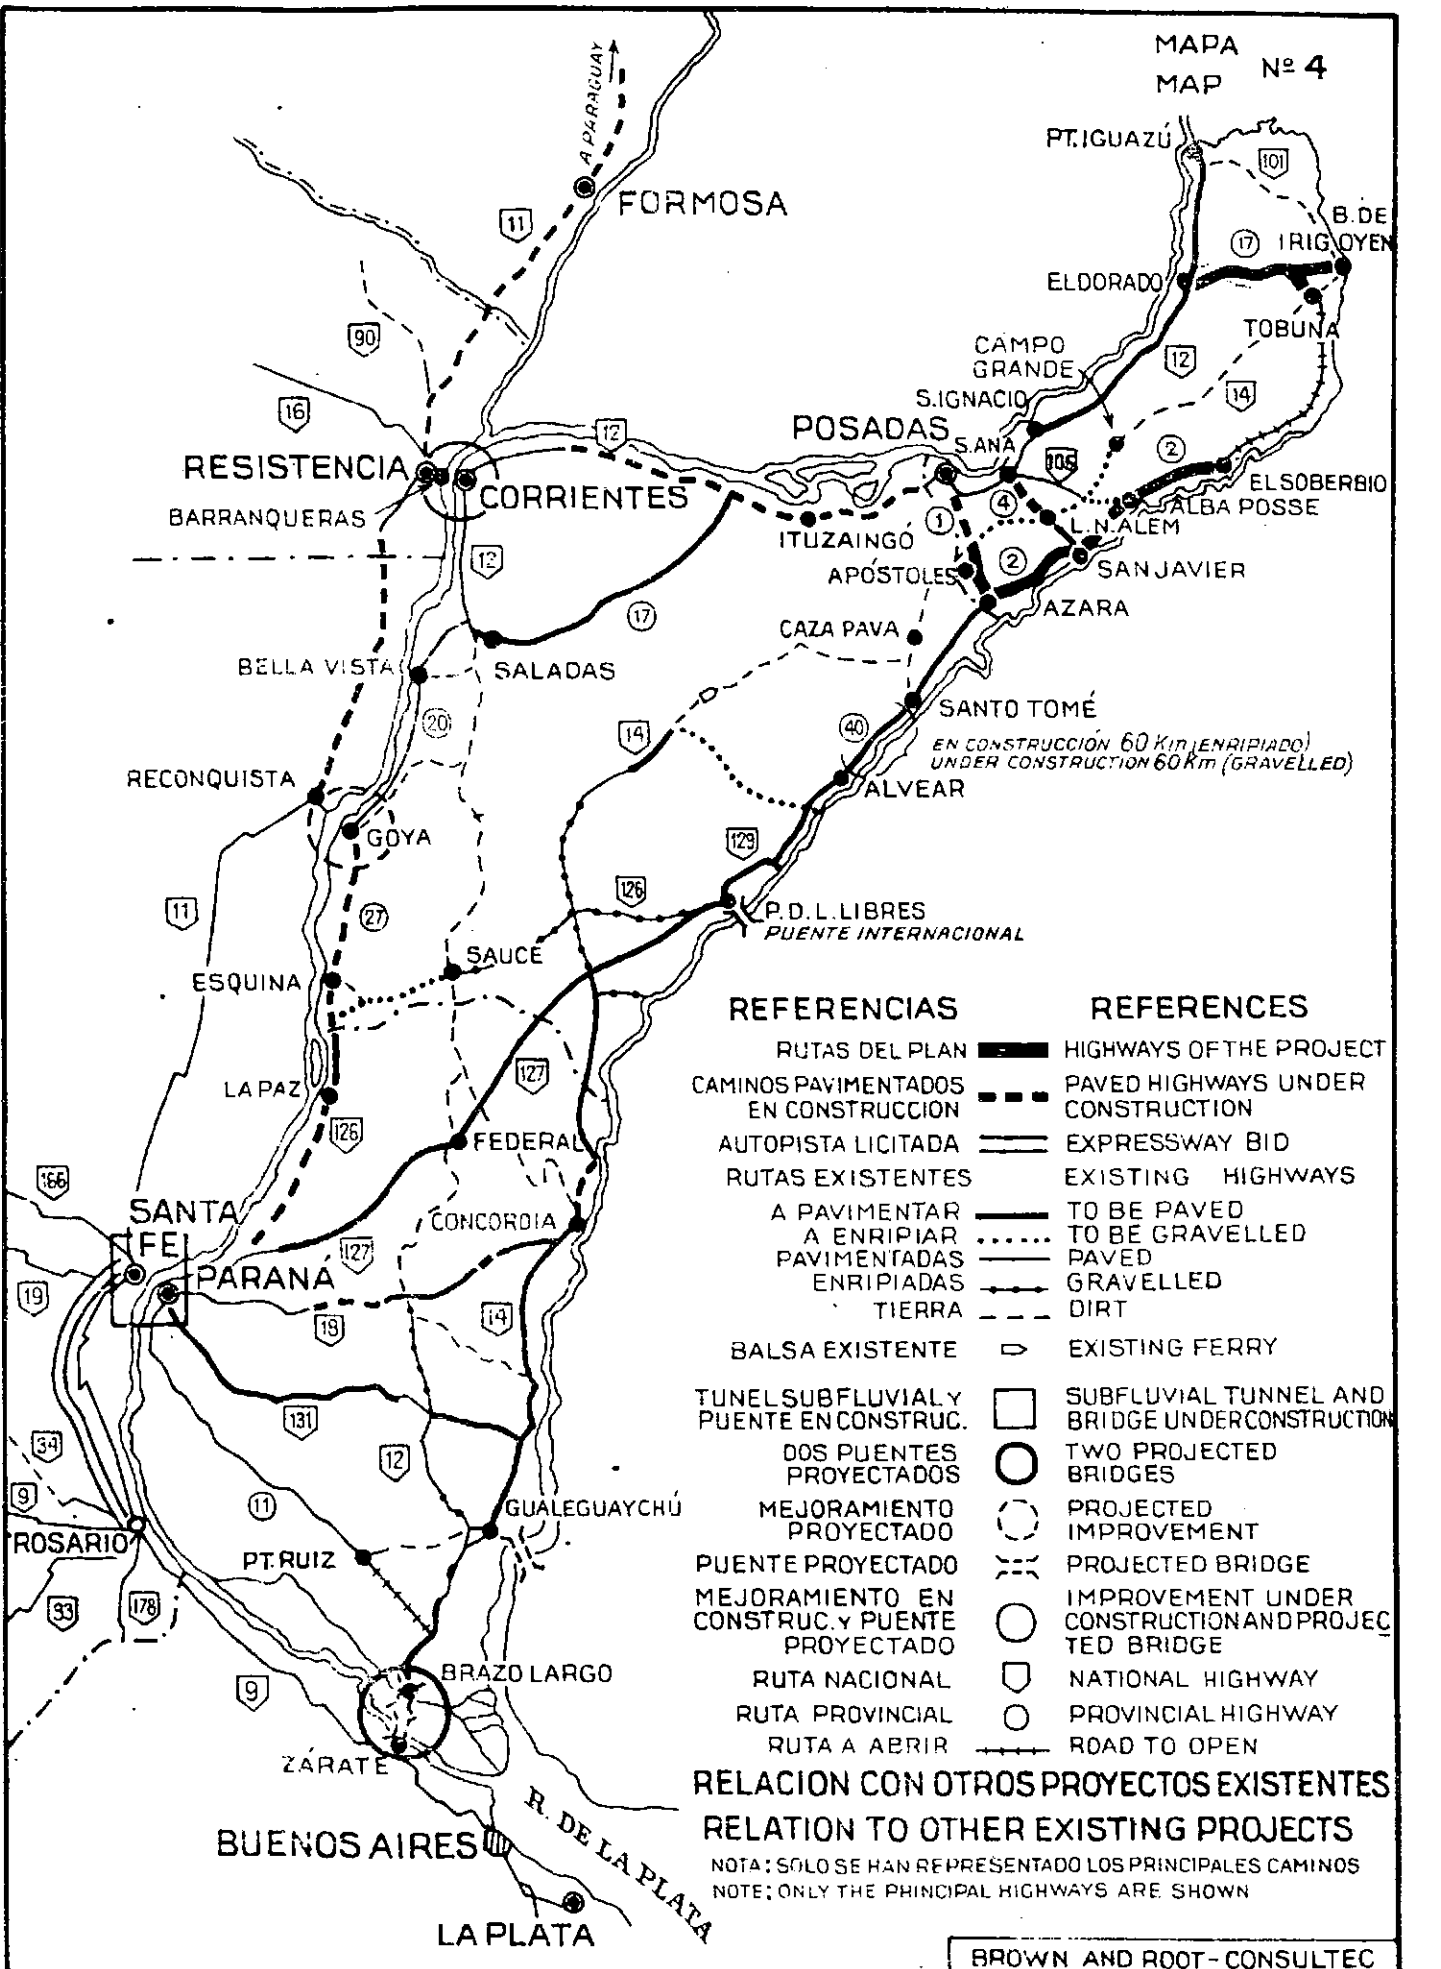 MAPA
MAP
Nº 4
A PARAGUAY
PT. IGUAZÚ
101
FORMOSA
11
B. DE
IRIGOYEN
17
ELDORADO
TOBUNA
90
CAMPO
GRANDE
12
14
S. IGNACIO
16
POSADAS
S. ANA
12
105
2
RESISTENCIA
CORRIENTES
EL SOBERBIO
ALBA POSSE
BARRANQUERAS
4
1
L. N. ALEM
ITUZAINGÓ
12
2
SAN JAVIER
APÓSTOLES
AZARA
17
CAZA PAVA
BELLA VISTA
SALADAS
SANTO TOMÉ
20
14
40
EN CONSTRUCCIÓN 60 Km (ENRIPIADO)
UNDER CONSTRUCTION 60 Km (GRAVELLED)
RECONQUISTA
ALVEAR
GOYA
129
126
11
27
P. D. L. LIBRES
PUENTE INTERNACIONAL
SAUCE
ESQUINA
127
LA PAZ
126
FEDERAL
166
SANTA
FE
CONCORDIA
127
PARANÁ
19
18
14
131
34
12
9
11
GUALEGUAYCHÚ
ROSARIO
PT. RUIZ
33
178
9
BRAZO LARGO
ZÁRATE
R. DE LA PLATA
BUENOS AIRES
LA PLATA
REFERENCIAS REFERENCES
RUTAS DEL PLAN HIGHWAYS OF THE PROJECT
CAMINOS PAVIMENTADOS PAVED HIGHWAYS UNDER
EN CONSTRUCCION CONSTRUCTION
AUTOPISTA LICITADA EXPRESSWAY BID
RUTAS EXISTENTES EXISTING HIGHWAYS
A PAVIMENTAR TO BE PAVED
A ENRIPIAR TO BE GRAVELLED
PAVIMENTADAS PAVED
ENRIPIADAS GRAVELLED
TIERRA DIRT
BALSA EXISTENTE EXISTING FERRY
TUNEL SUBFLUVIAL Y SUBFLUVIAL TUNNEL AND
PUENTE EN CONSTRUC. BRIDGE UNDER CONSTRUCTION
DOS PUENTES TWO PROJECTED
PROYECTADOS BRIDGES
MEJORAMIENTO PROJECTED
PROYECTADO IMPROVEMENT
PUENTE PROYECTADO PROJECTED BRIDGE
MEJORAMIENTO EN IMPROVEMENT UNDER
CONSTRUC. Y PUENTE CONSTRUCTION AND PROJEC
PROYECTADO TED BRIDGE
RUTA NACIONAL NATIONAL HIGHWAY
RUTA PROVINCIAL PROVINCIAL HIGHWAY
RUTA A ABRIR ROAD TO OPEN
RELACION CON OTROS PROYECTOS EXISTENTES
RELATION TO OTHER EXISTING PROJECTS
NOTA: SOLO SE HAN REPRESENTADO LOS PRINCIPALES CAMINOS
NOTE: ONLY THE PRINCIPAL HIGHWAYS ARE SHOWN
BROWN AND ROOT-CONSULTEC